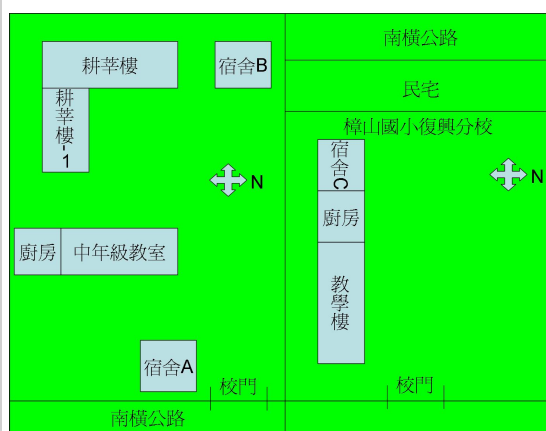 耕莘樓
宿舍B
耕莘樓-1
N
廚房
中年級教室
宿舍A
校門
南橫公路
南橫公路
民宅
樟山國小復興分校
宿舍C
N
廚房
教學樓
校門